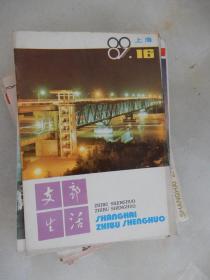 上海
89.16
支部
生活
ZHIBU SHENGHUO
ZHIBU SHENGHUO
SHANGHAI
ZHIBU SHENGHUO